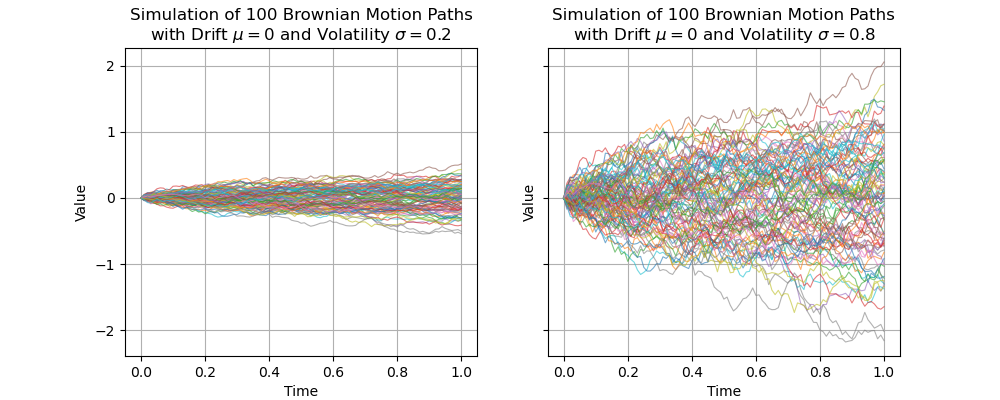 Simulation of 100 Brownian Motion Paths
with Drift μ = 0 and Volatility σ = 0.2
2
1
0
−1
−2
Value
0.0 0.2 0.4 0.6 0.8 1.0
Time
Simulation of 100 Brownian Motion Paths
with Drift μ = 0 and Volatility σ = 0.8
Value
0.0 0.2 0.4 0.6 0.8 1.0
Time